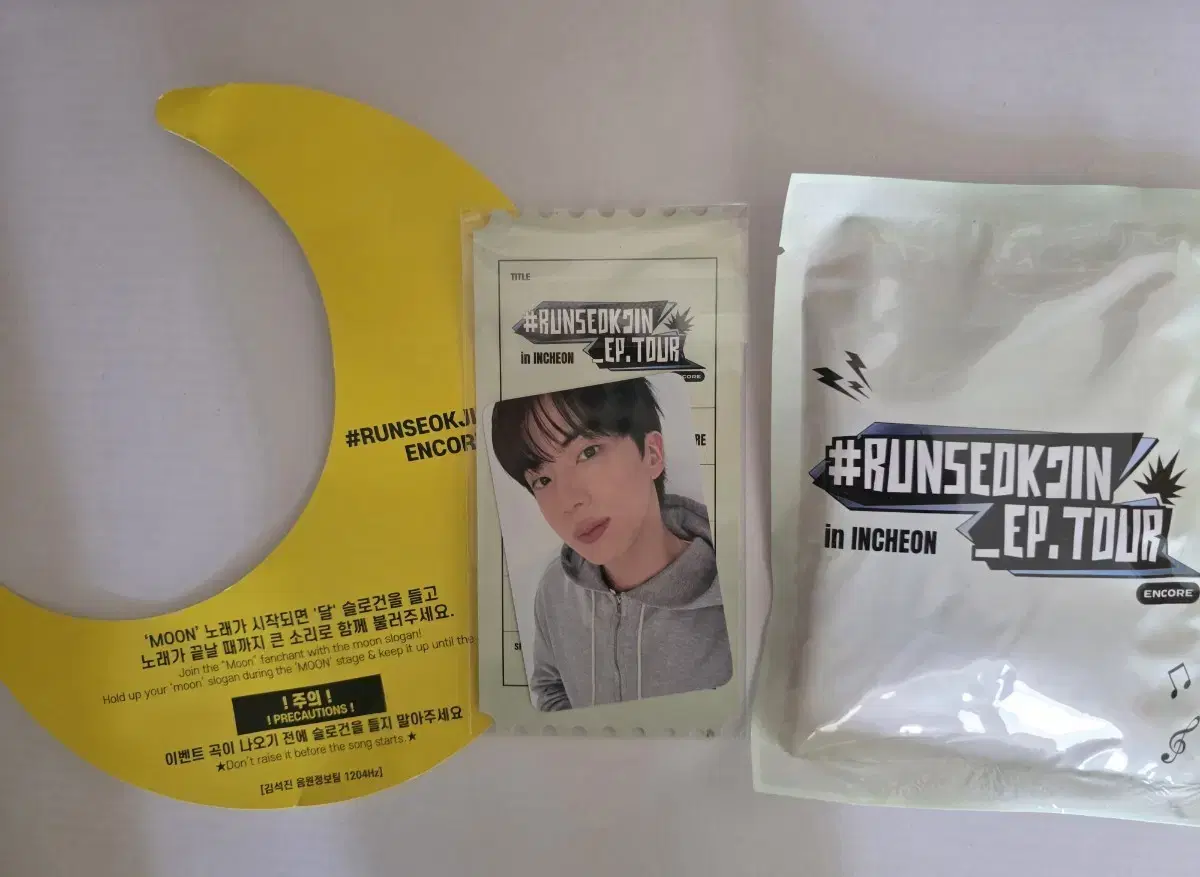 #RUNSEOKJI
ENCOR
'MOON' 노래가 시작되면 '달' 슬로건을 들고
노래가 끝날 때까지 큰 소리로 함께 불러주세요.
Join the "Moon" fanchant with the moon slogan!
Hold up your 'moon' slogan during the 'MOON' stage & keep it up until the
! 주의 !
! PRECAUTIONS !
이벤트 곡이 나오기 전에 슬로건을 들지 말아주세요
★Don't raise it before the song starts.★
[김석진 음원정보팀 1204Hz]
TITLE
#RUNSEOKJIN
in INCHEON
_EP.TOUR
CORE
RE
#RUNSEOKJIN
in INCHEON
_EP.TOUR
ENCORE